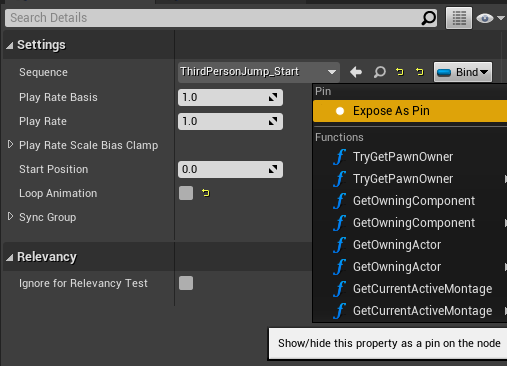 Search Details
Settings
Sequence ThirdPersonJump_Start Bind
Pin
Play Rate Basis 1.0 Expose As Pin
Play Rate 1.0
Functions
Play Rate Scale Bias Clamp TryGetPawnOwner
Start Position 0.0 TryGetPawnOwner
Loop Animation GetOwningComponent
Sync Group GetOwningComponent
GetOwningActor
Relevancy GetOwningActor
Ignore for Relevancy Test GetCurrentActiveMontage
GetCurrentActiveMontage
Show/hide this property as a pin on the node